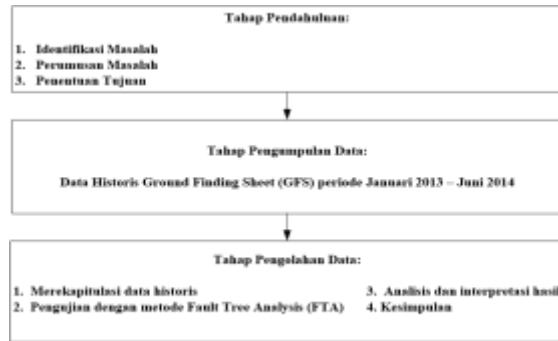 Tahap Pendahuluan:
1. Identifikasi Masalah
2. Perumusan Masalah
3. Penentuan Tujuan
Tahap Pengumpulan Data:
Data Historis Ground Finding Sheet (GFS) periode Januari 2013 – Juni 2014
Tahap Pengolahan Data:
1. Merekapitulasi data historis
2. Pengujian dengan metode Fault Tree Analysis (FTA)
3. Analisis dan interpretasi hasil
4. Kesimpulan